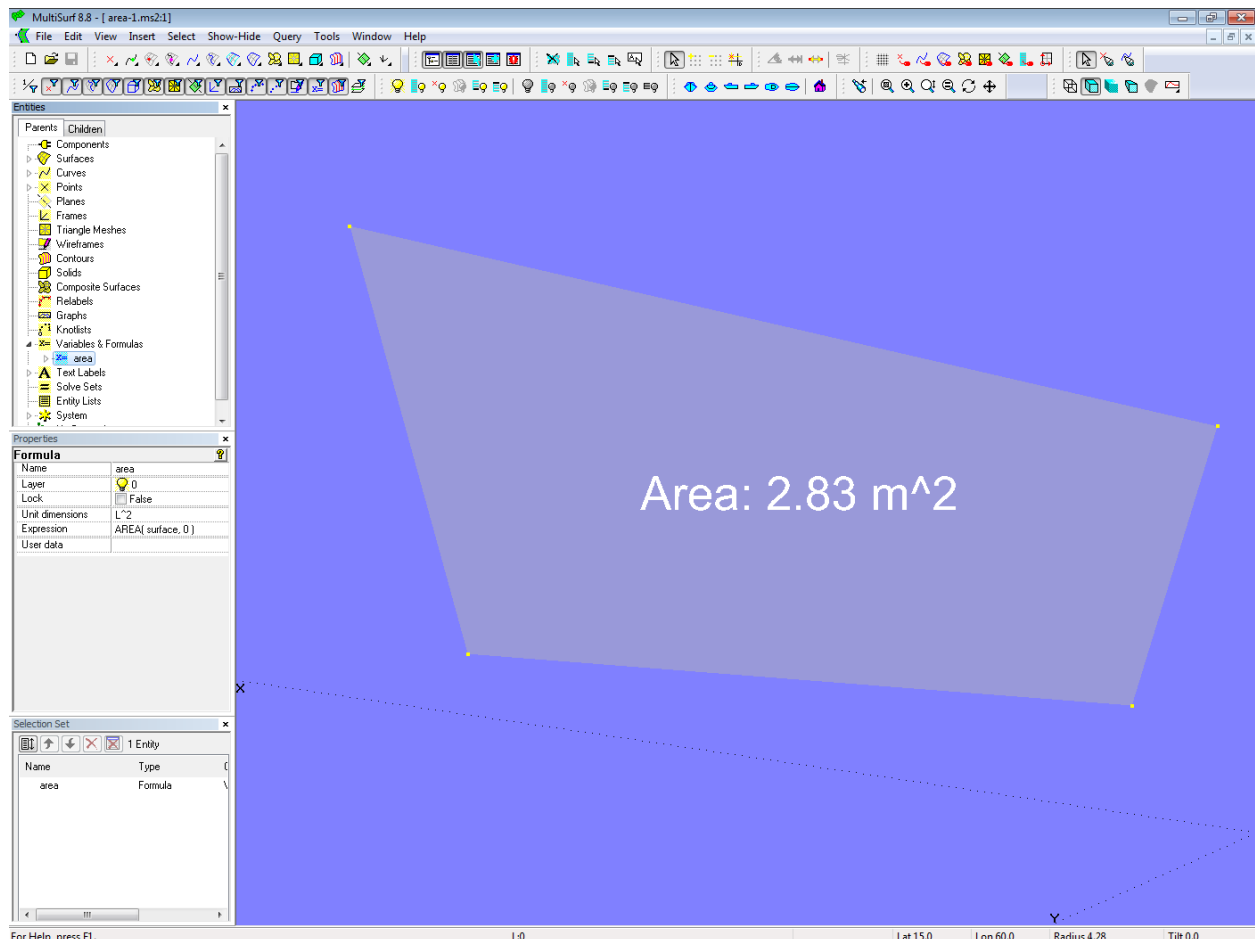 MultiSurf 8.8 - [ area-1.ms2:1]
File Edit View Insert Select Show-Hide Query Tools Window Help
Entities
Parents Children
Components
Surfaces
Curves
Points
Planes
Frames
Triangle Meshes
Wireframes
Contours
Solids
Composite Surfaces
Relabels
Graphs
Knotlists
Variables & Formulas
area
Text Labels
Solve Sets
Entity Lists
System
Properties
Formula
Name area
Layer 0
Lock False
Unit dimensions L^2
Expression AREA( surface, 0 )
User data
Selection Set
1 Entity
Name Type
area Formula
Area: 2.83 m^2
X
Y
For Help, press F1. L:0 Lat 15.0 Lon 60.0 Radius 4.28 Tilt 0.0